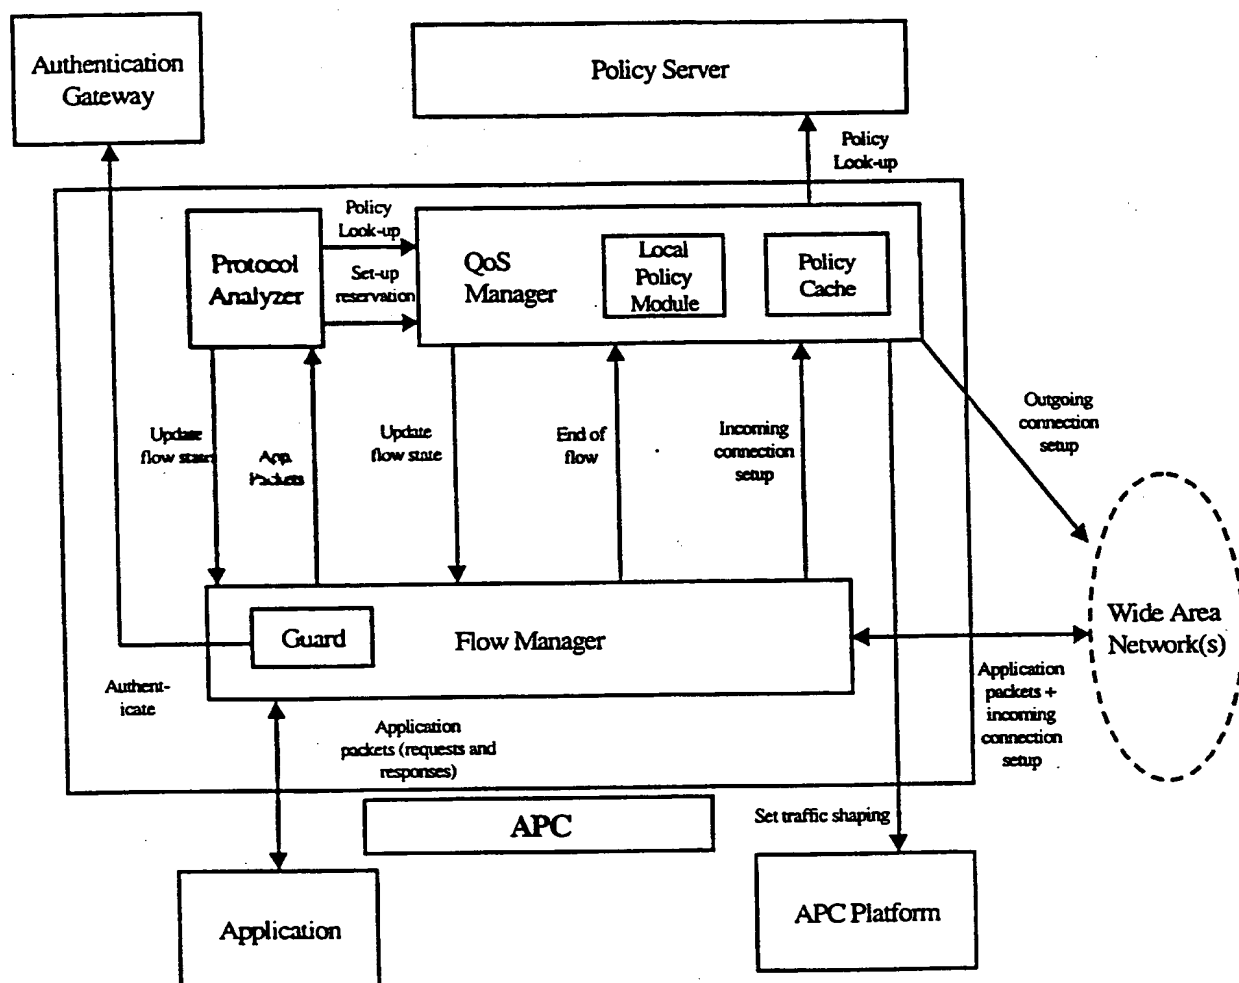 Authentication
Gateway
Policy Server
Policy
Look-up
Protocol
Analyzer
Policy
Look-up
Set-up
reservation
QoS
Manager
Local
Policy
Module
Policy
Cache
Update
flow state
App
Packets
Update
flow state
End of
flow
Incoming
connection
setup
Outgoing
connection
setup
Guard
Flow Manager
Wide Area
Network(s)
Authent-
icate
Application
packets (requests and
responses)
Application
packets +
incoming
connection
setup
APC
Set traffic shaping
Application
APC Platform